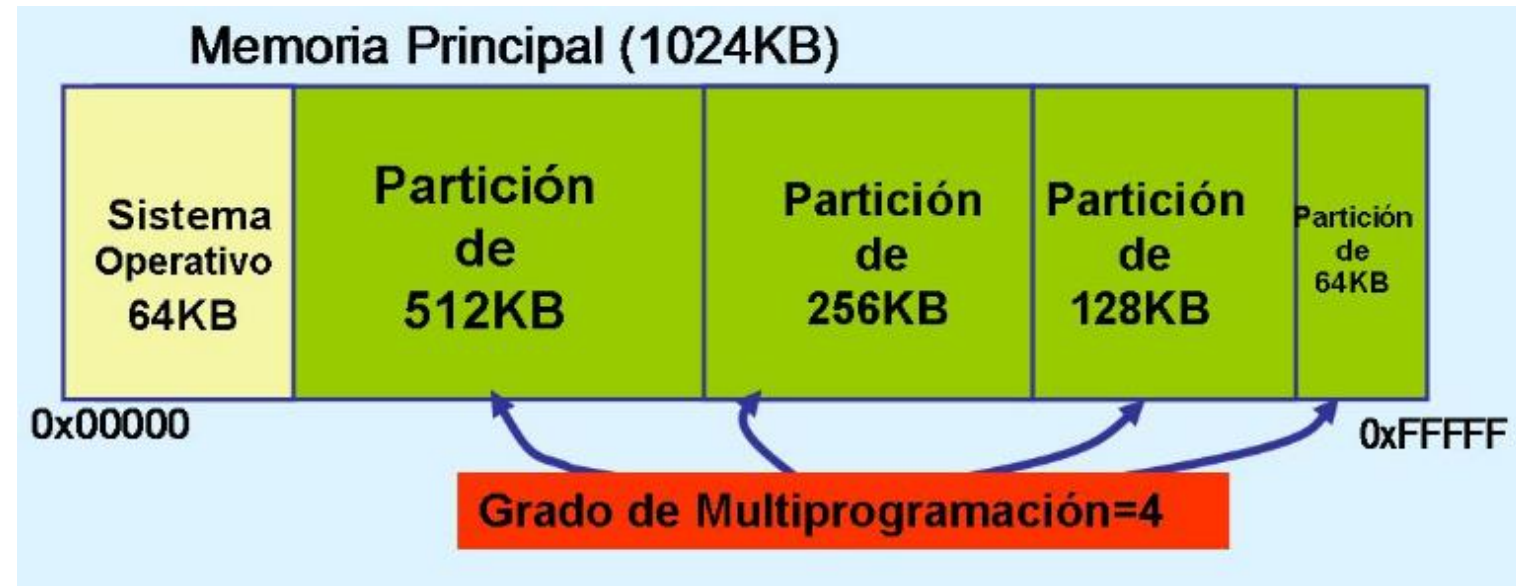 Memoria Principal (1024KB)
Sistema
Operativo
64KB
Partición
de
512KB
Partición
de
256KB
Partición
de
128KB
Partición
de
64KB
0x00000
0xFFFFF
Grado de Multiprogramación=4